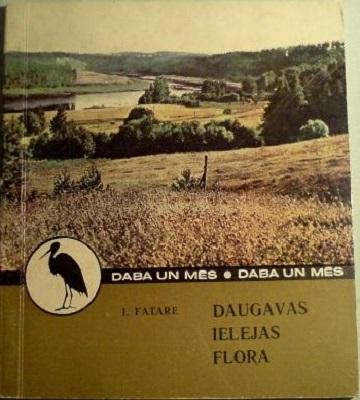 DABA UN MĒS • DABA UN MĒS
I. FATARE
DAUGAVAS
IELEJAS
FLORA